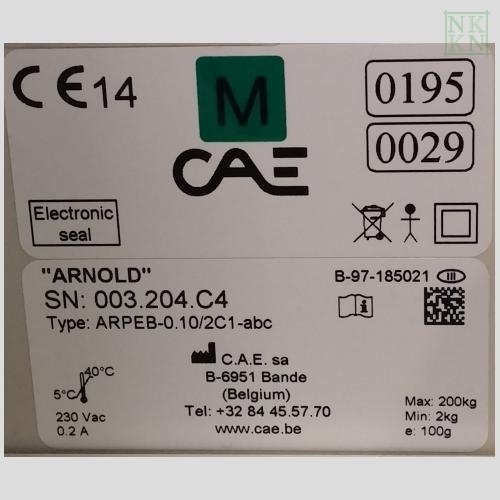 NK
KN
CE 14
M
0195
0029
CAE
Electronic
seal
"ARNOLD"
B-97-185021 III
SN: 003.204.C4
Type: ARPEB-0.10/2C1-abc
i
C.A.E. sa
B-6951 Bande
(Belgium)
Tel: +32 84 45.57.70
www.cae.be
40°C
5°C
230 Vac
0.2 A
Max: 200kg
Min: 2kg
e: 100g